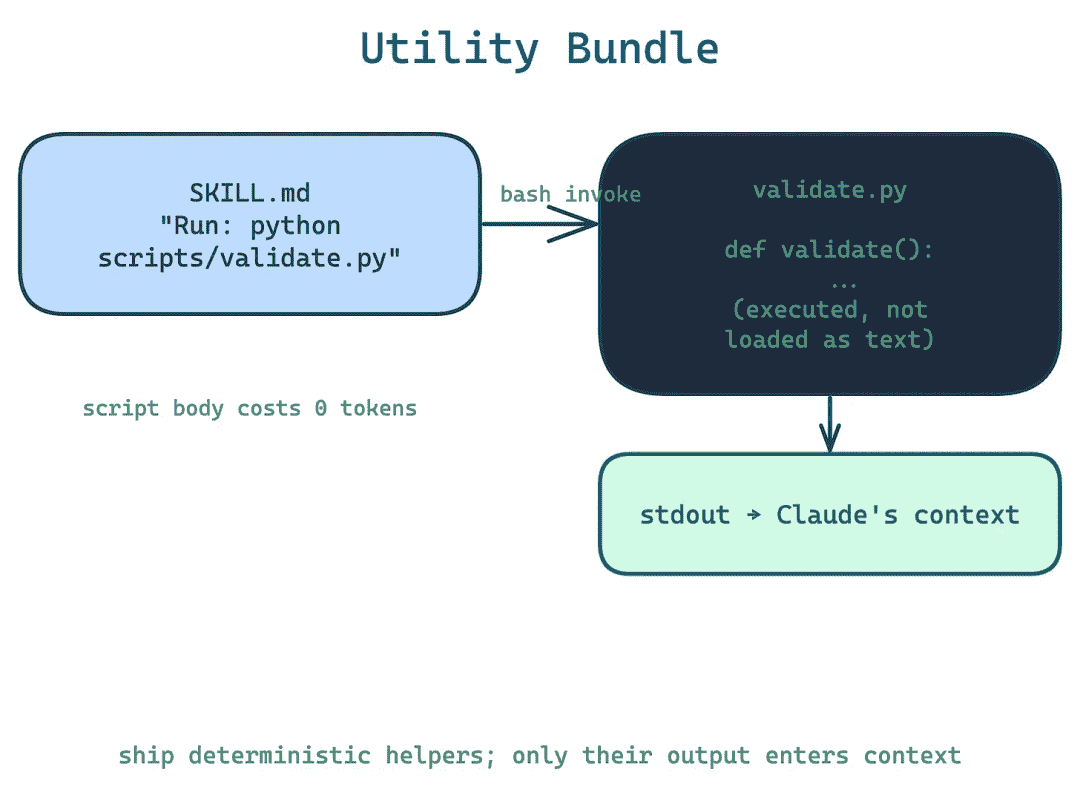 Utility Bundle
SKILL.md
"Run: python
scripts/validate.py"
bash invoke
validate.py
def validate():
...
(executed, not
loaded as text)
script body costs 0 tokens
stdout → Claude's context
ship deterministic helpers; only their output enters context